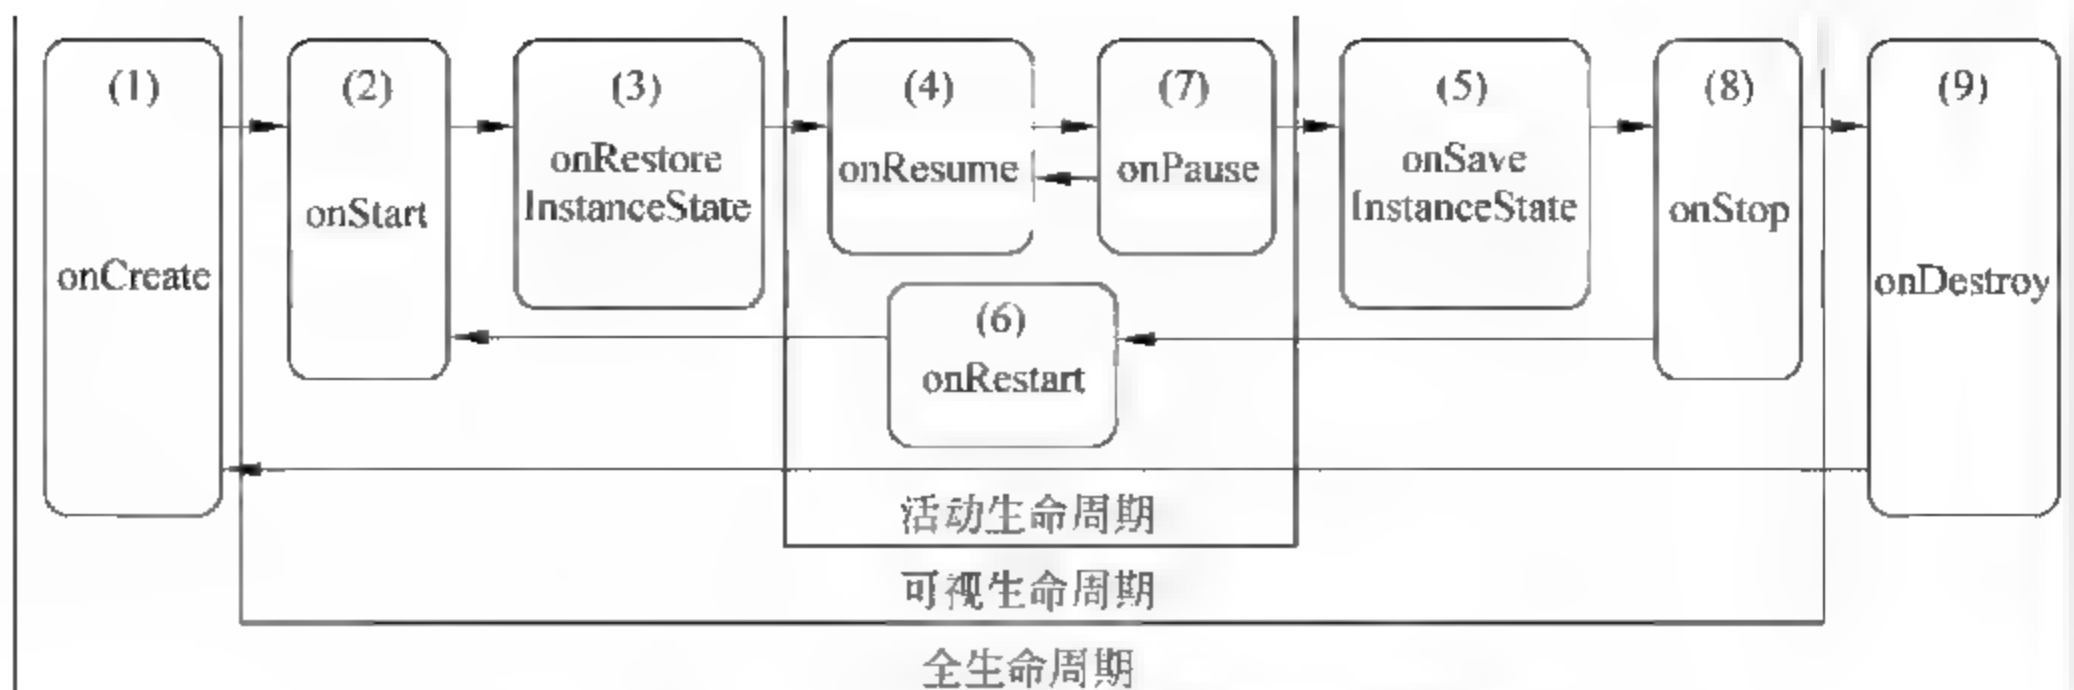 (1)
onCreate
(2)
onStart
(3)
onRestore
InstanceState
(4)
onResume
(7)
onPause
(5)
onSave
InstanceState
(8)
onStop
(9)
onDestroy
(6)
onRestart
活动生命周期
可视生命周期
全生命周期